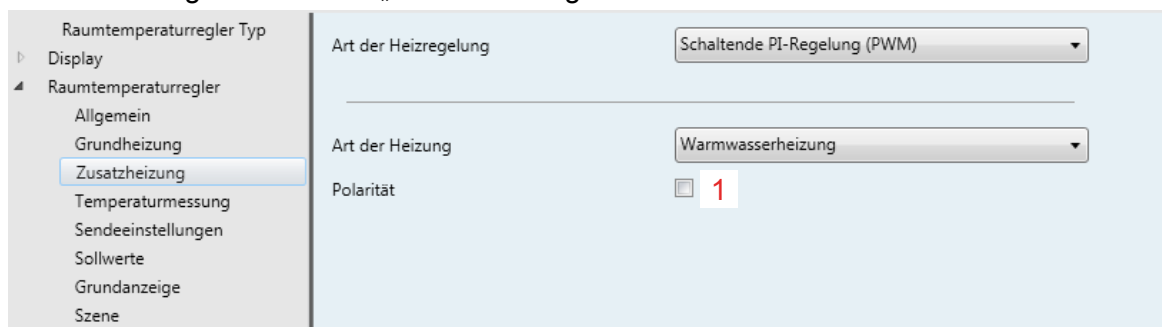 Raumtemperaturregler Typ
Display
Raumtemperaturregler
Allgemein
Grundheizung
Zusatzheizung
Temperaturmessung
Sendeeinstellungen
Sollwerte
Grundanzeige
Szene
Art der Heizregelung Schaltende PI-Regelung (PWM)
Art der Heizung Warmwasserheizung
Polarität 1